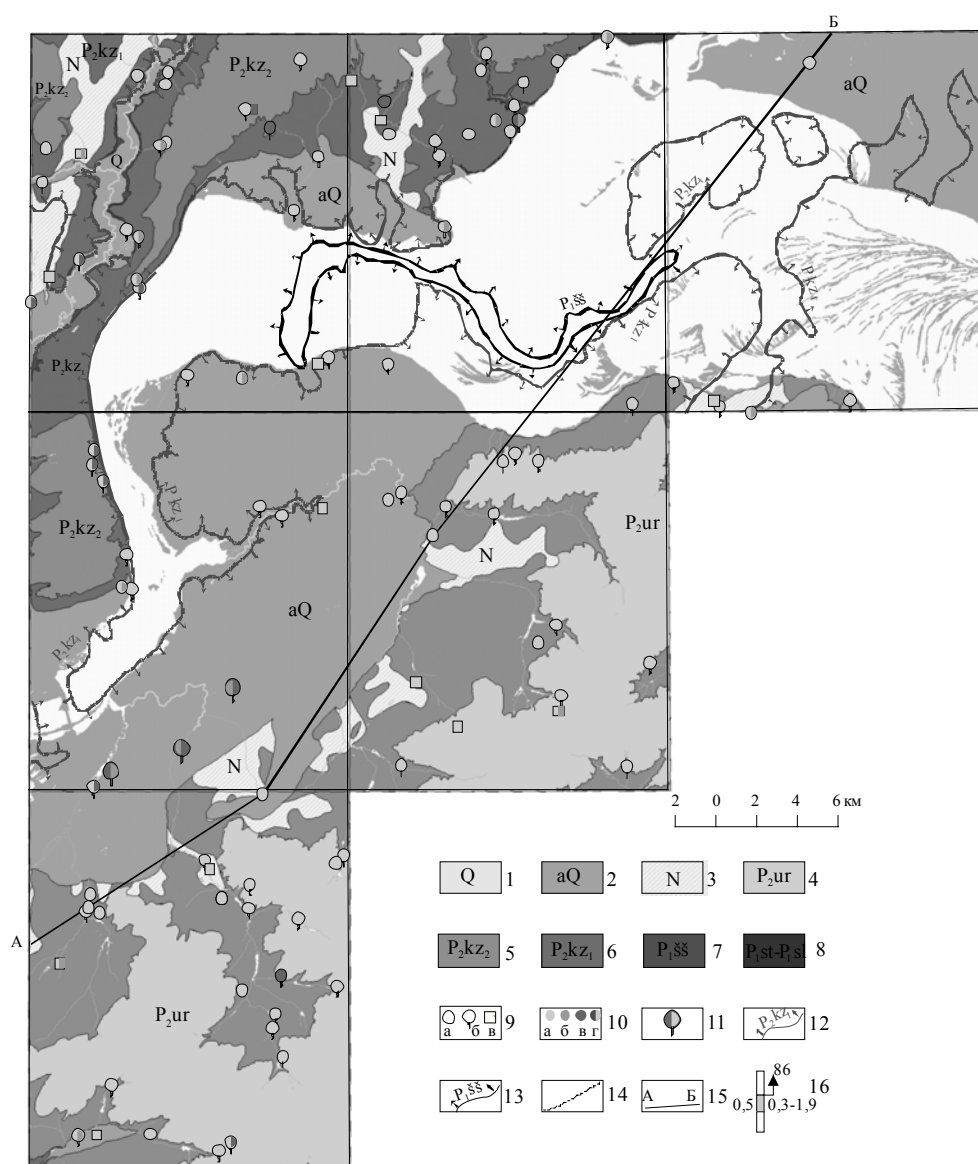 Б
P₂kz₁
N
P₂kz₂
P₂kz₂
aQ
Q
N
aQ
P₂kz₁
P₁šš
P₂kz₁
P₂kz₁
P₂kz₁
P₂kz₁
P₂kz₂
P₂ur
N
aQ
P₂kz₁
N
2 0 2 6 км
А
P₂ur
Q 1 aQ 2 N 3 P₂ur 4
P₂kz₂ 5 P₂kz₁ 6 P₁šš 7 P₁st-P₁sl 8
а б в 9 а б в г 10 11 P₂kz₁ 12
P₁šš 13 14 А Б 15 86 16
0,5 0,3-1,9